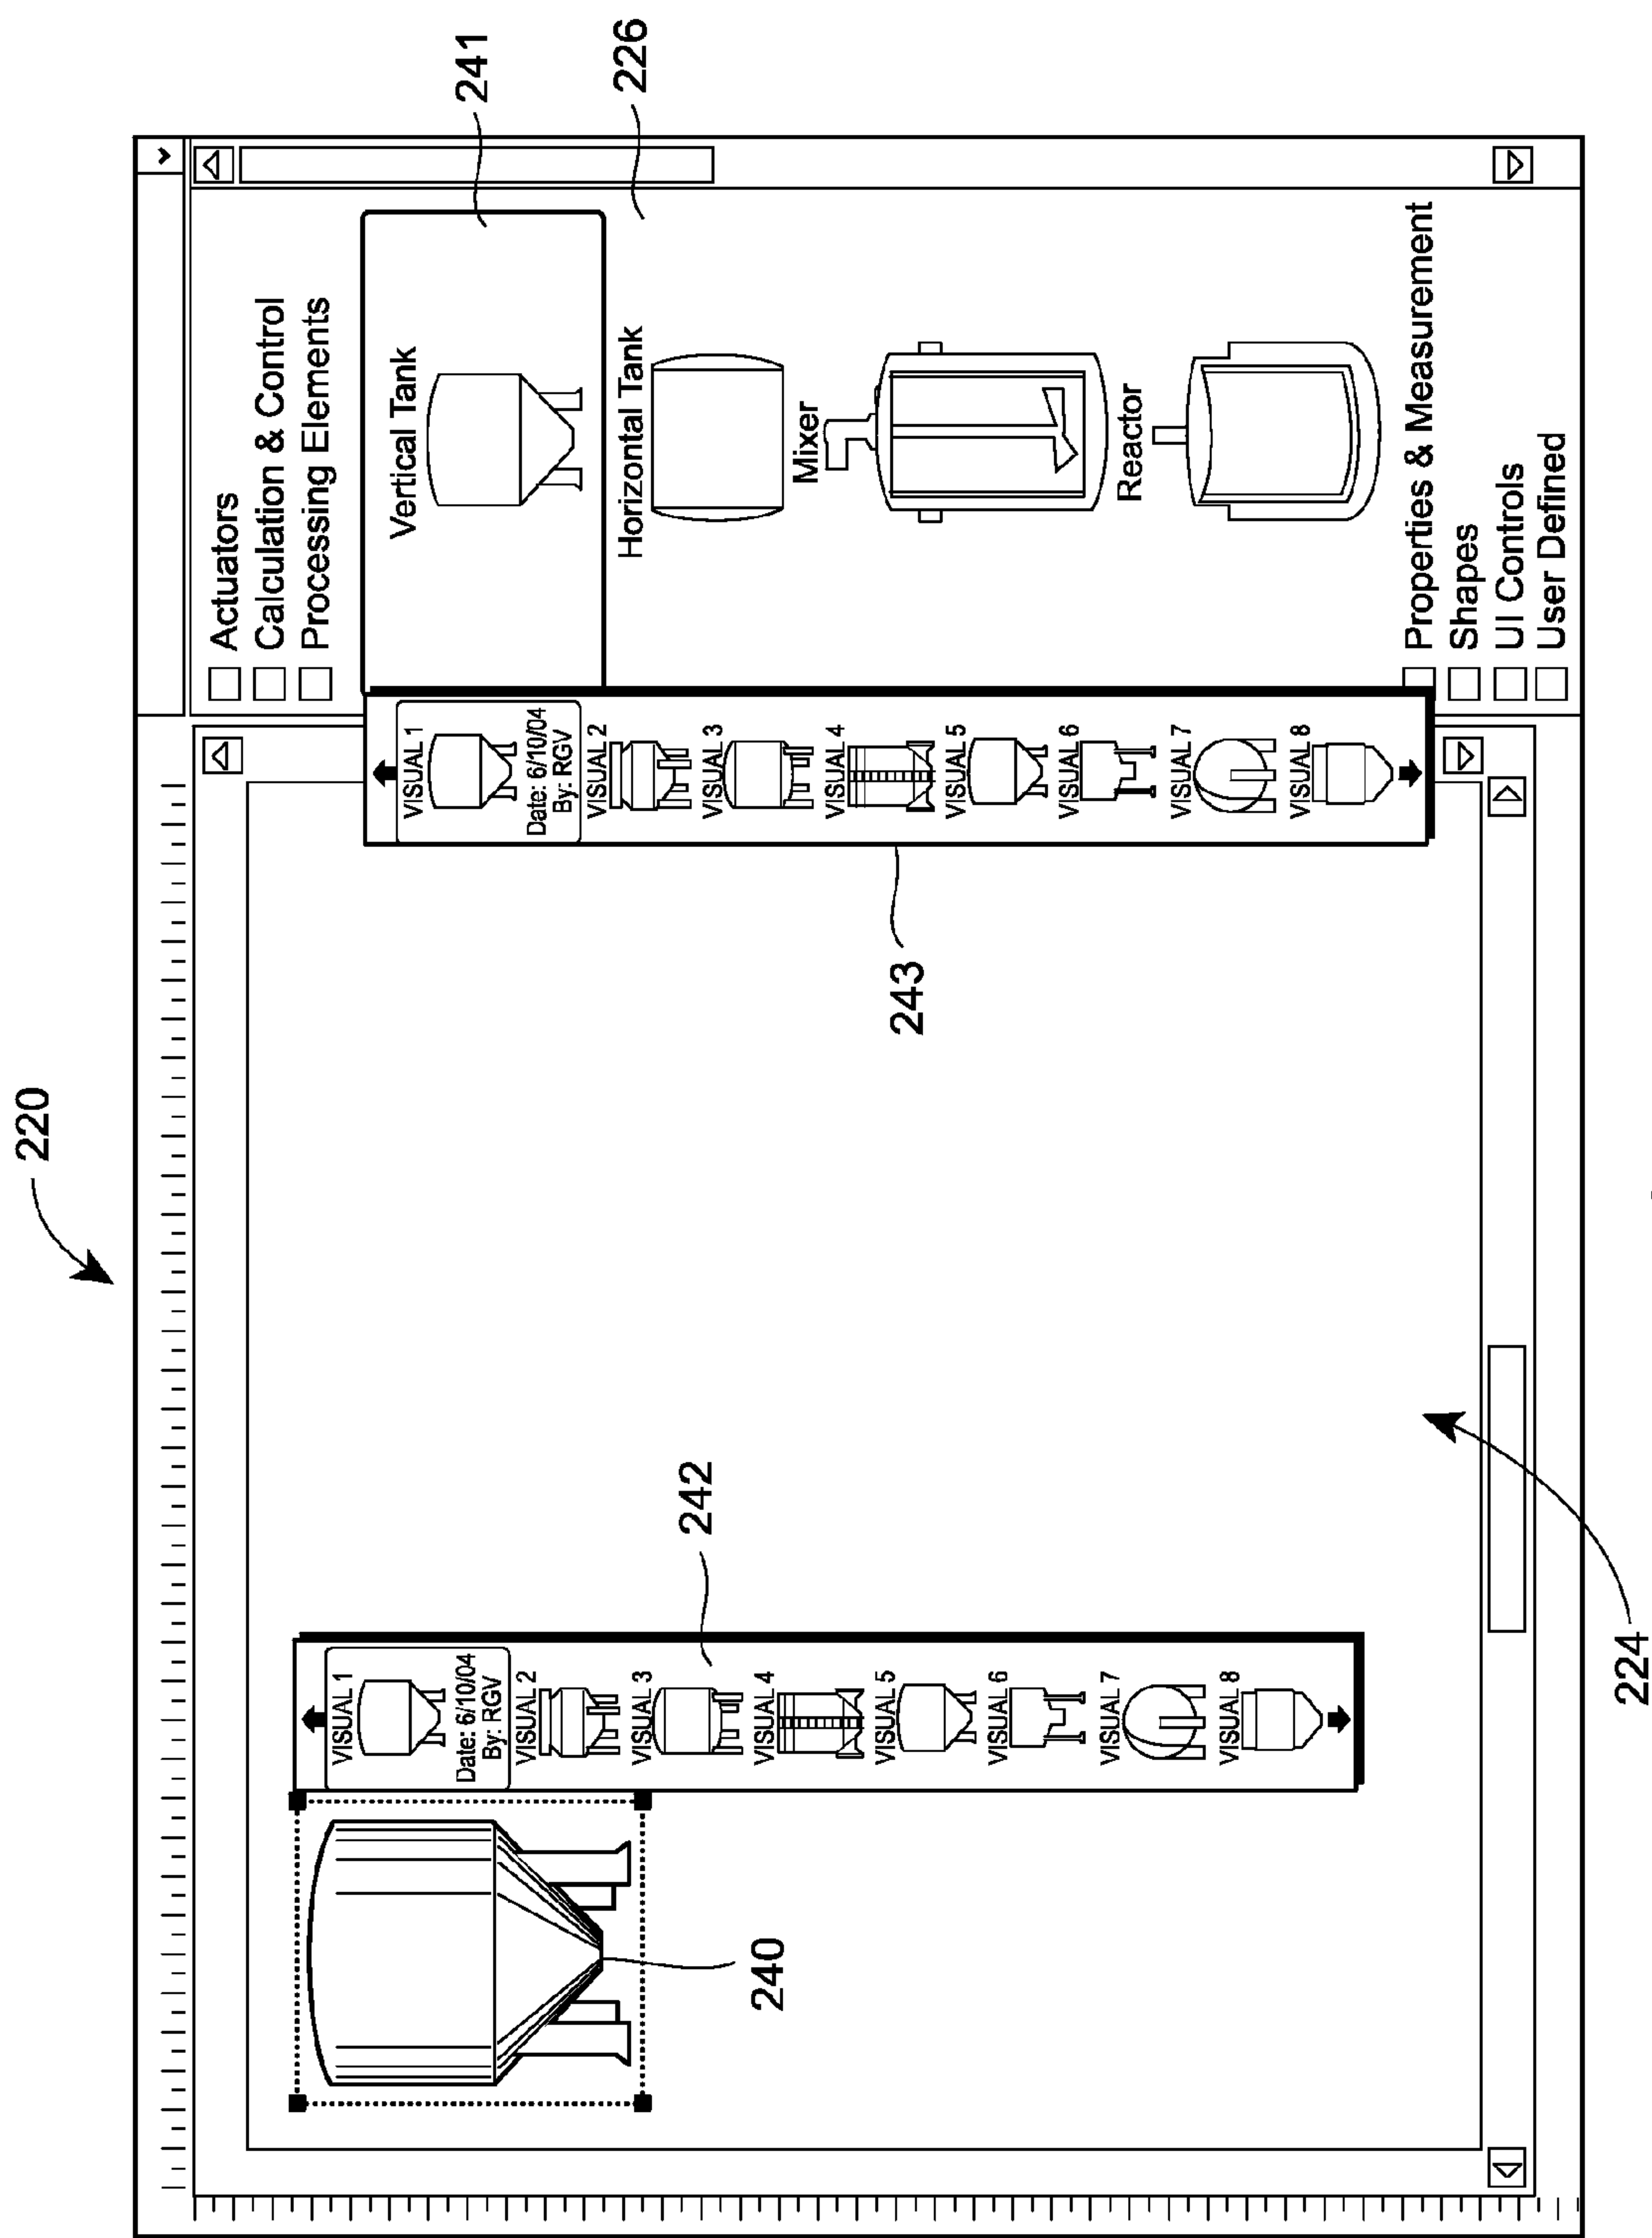 220
241
226
Actuators
Calculation & Control
Processing Elements
Vertical Tank
Horizontal Tank
Mixer
Reactor
Properties & Measurement
Shapes
UI Controls
User Defined
VISUAL 1
Date: 6/10/04
By: RGV
VISUAL 2
VISUAL 3
VISUAL 4
VISUAL 5
VISUAL 6
VISUAL 7
VISUAL 8
243
VISUAL 1
Date: 6/10/04
By: RGV
VISUAL 2
VISUAL 3
VISUAL 4
VISUAL 5
VISUAL 6
VISUAL 7
VISUAL 8
242
240
224